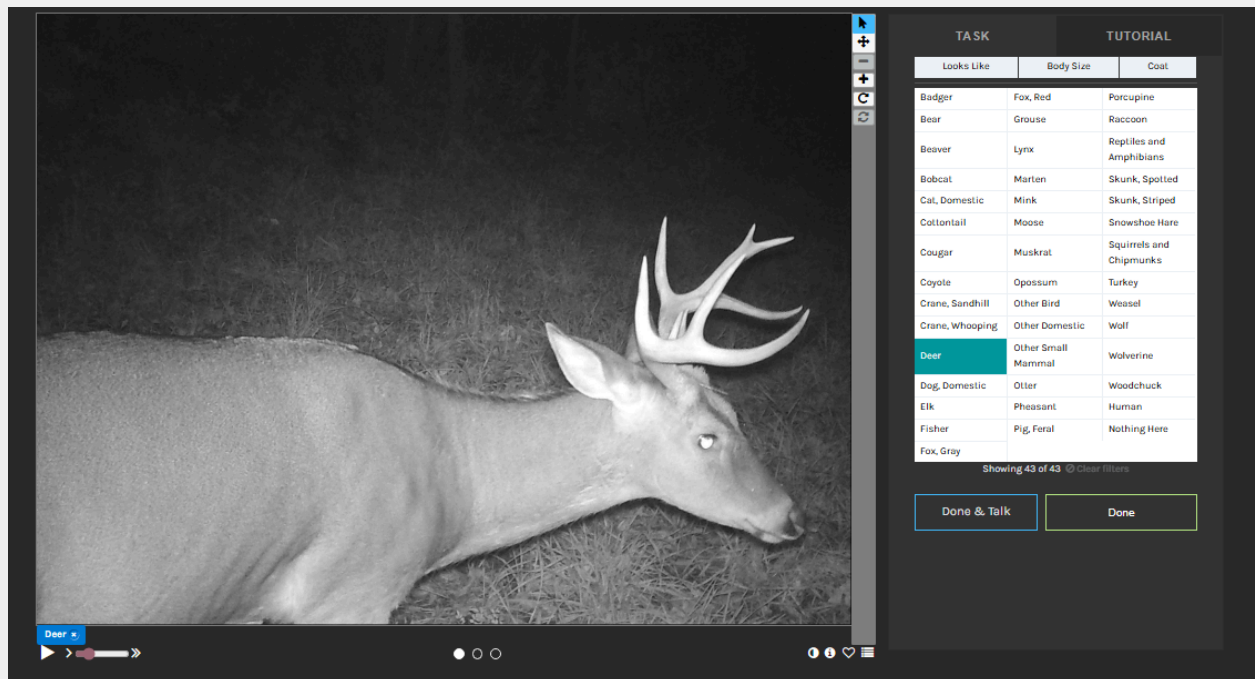 TASK TUTORIAL
Looks Like Body Size Coat
Badger Fox, Red Porcupine
Bear Grouse Raccoon
Beaver Lynx Reptiles and
Amphibians
Bobcat Marten Skunk, Spotted
Cat, Domestic Mink Skunk, Striped
Cottontail Moose Snowshoe Hare
Cougar Muskrat Squirrels and
Chipmunks
Coyote Opossum Turkey
Crane, Sandhill Other Bird Weasel
Crane, Whooping Other Domestic Wolf
Deer Other Small
Mammal Wolverine
Dog, Domestic Otter Woodchuck
Elk Pheasant Human
Fisher Pig, Feral Nothing Here
Fox, Gray
Showing 43 of 43 Clear filters
Done & Talk Done
Deer